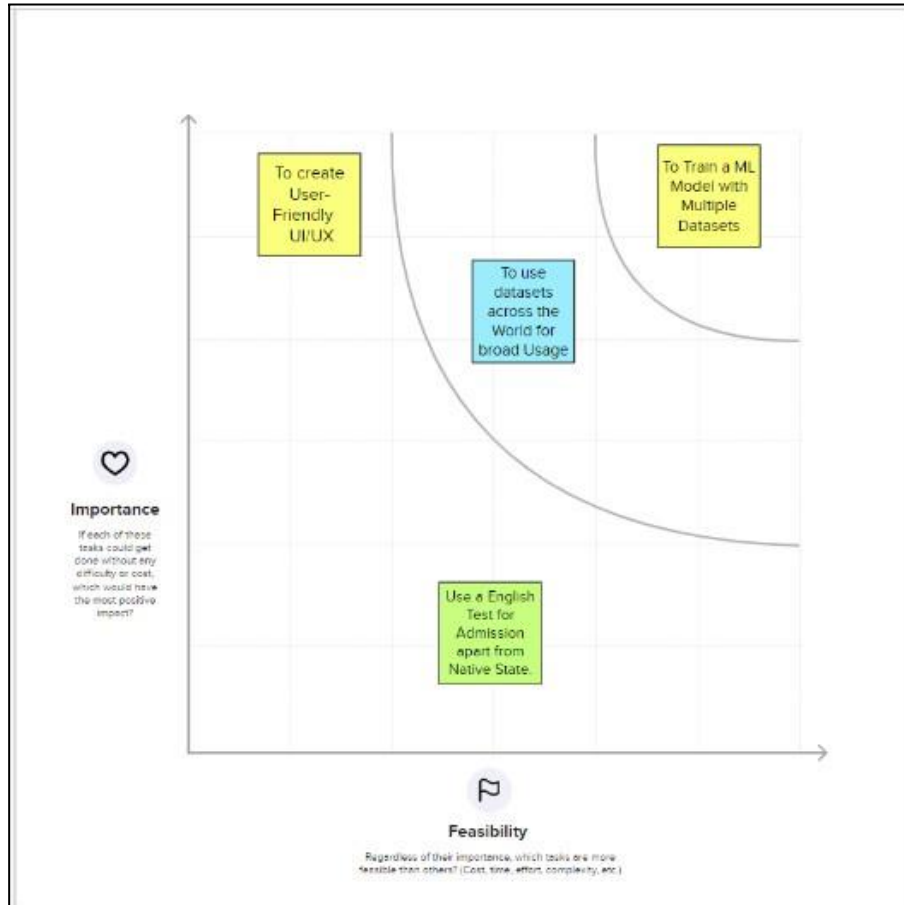 To create
User-
Friendly
UI/UX
To Train a ML
Model with
Multiple
Datasets
To use
datasets
across the
World for
broad Usage
Importance
If each of these
tasks could get
done without any
difficulty or cost,
which would have
the most positive
impact?
Use a English
Test for
Admission
apart from
Native State.
Feasibility
Regardless of their importance, which tasks are more
feasible than others? (Cost, time, effort, complexity, etc.)